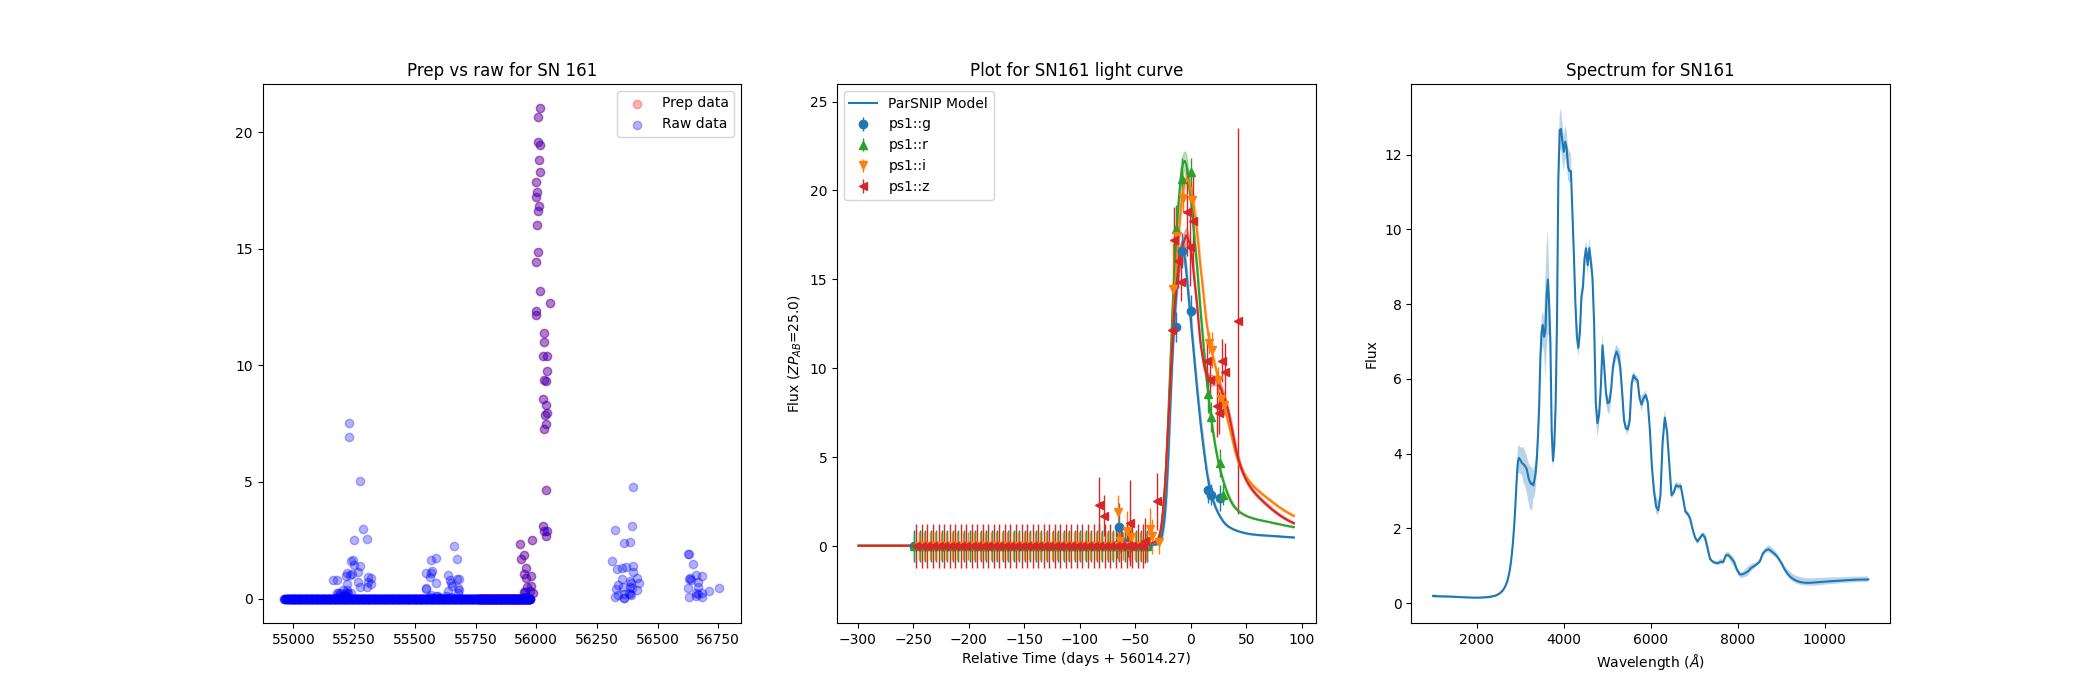 Prep vs raw for SN 161
Prep data
Raw data
20
15
10
5
0
55000
55250
55500
55750
56000
56250
56500
56750
Plot for SN161 light curve
ParSNIP Model
ps1::g
ps1::r
ps1::i
ps1::z
25
20
15
10
5
0
Flux (ZP_AB=25.0)
−300
−250
−200
−150
−100
−50
0
50
100
Relative Time (days + 56014.27)
Spectrum for SN161
12
10
8
6
4
2
0
Flux
2000
4000
6000
8000
10000
Wavelength (Å)